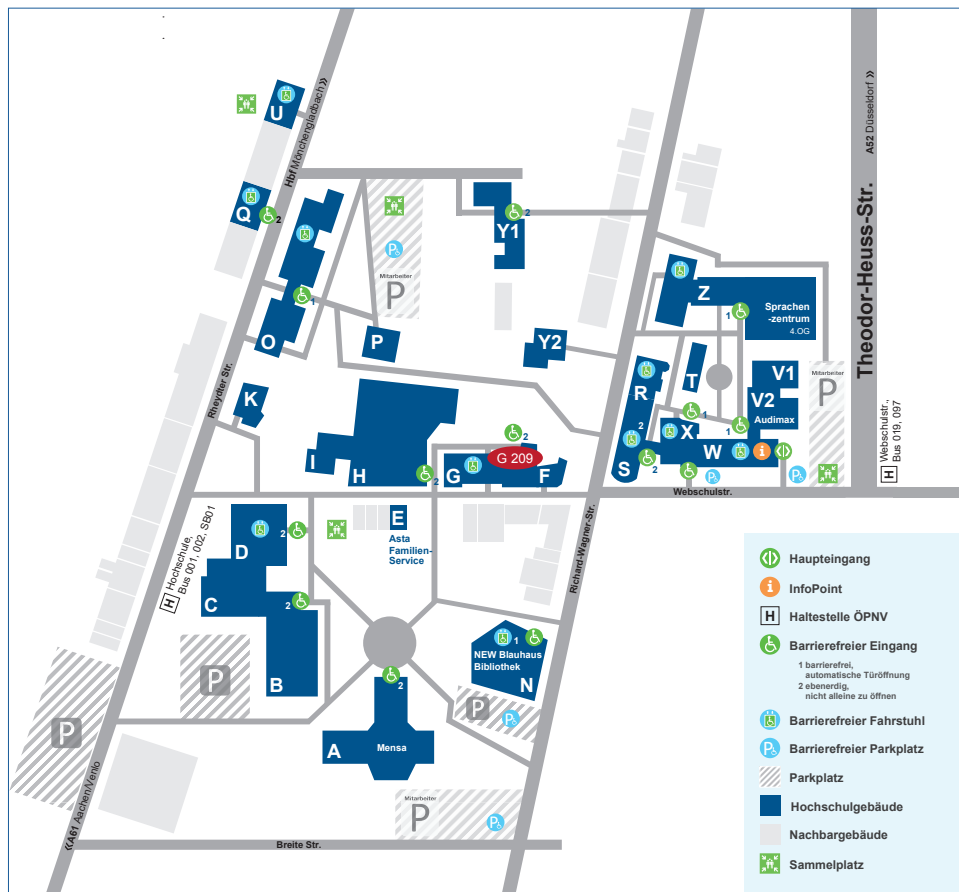 U
Hbf Mönchengladbach »
A52 Düsseldorf »
Theodor-Heuss-Str.
Q
2
Y1
2
Mitarbeiter
P
O
1
P
Rheydter Str.
Z
1
Sprachen
-zentrum
4.OG
Y2
R
2
T
V1
V2
Audimax
1
1
Mitarbeiter
P
K
I
H
2
G
G 209
2
F
S
2
X
W
Webschulstr.
H Webschulstr.,
Bus 019, 097
H Hochschule,
Bus 001, 002, SB01
D
2
E
Asta
Familien-
Service
Richard-Wagner-Str.
C
2
B
P
P
NEW Blauhaus
Bibliothek
1
N
P
2
A
Mensa
Mitarbeiter
P
«A61 Aachen/Venlo
Breite Str.
Haupteingang
i InfoPoint
H Haltestelle ÖPNV
Barrierefreier Eingang
1 barrierefrei,
automatische Türöffnung
2 ebenerdig,
nicht alleine zu öffnen
Barrierefreier Fahrstuhl
P Barrierefreier Parkplatz
Parkplatz
Hochschulgebäude
Nachbargebäude
Sammelplatz